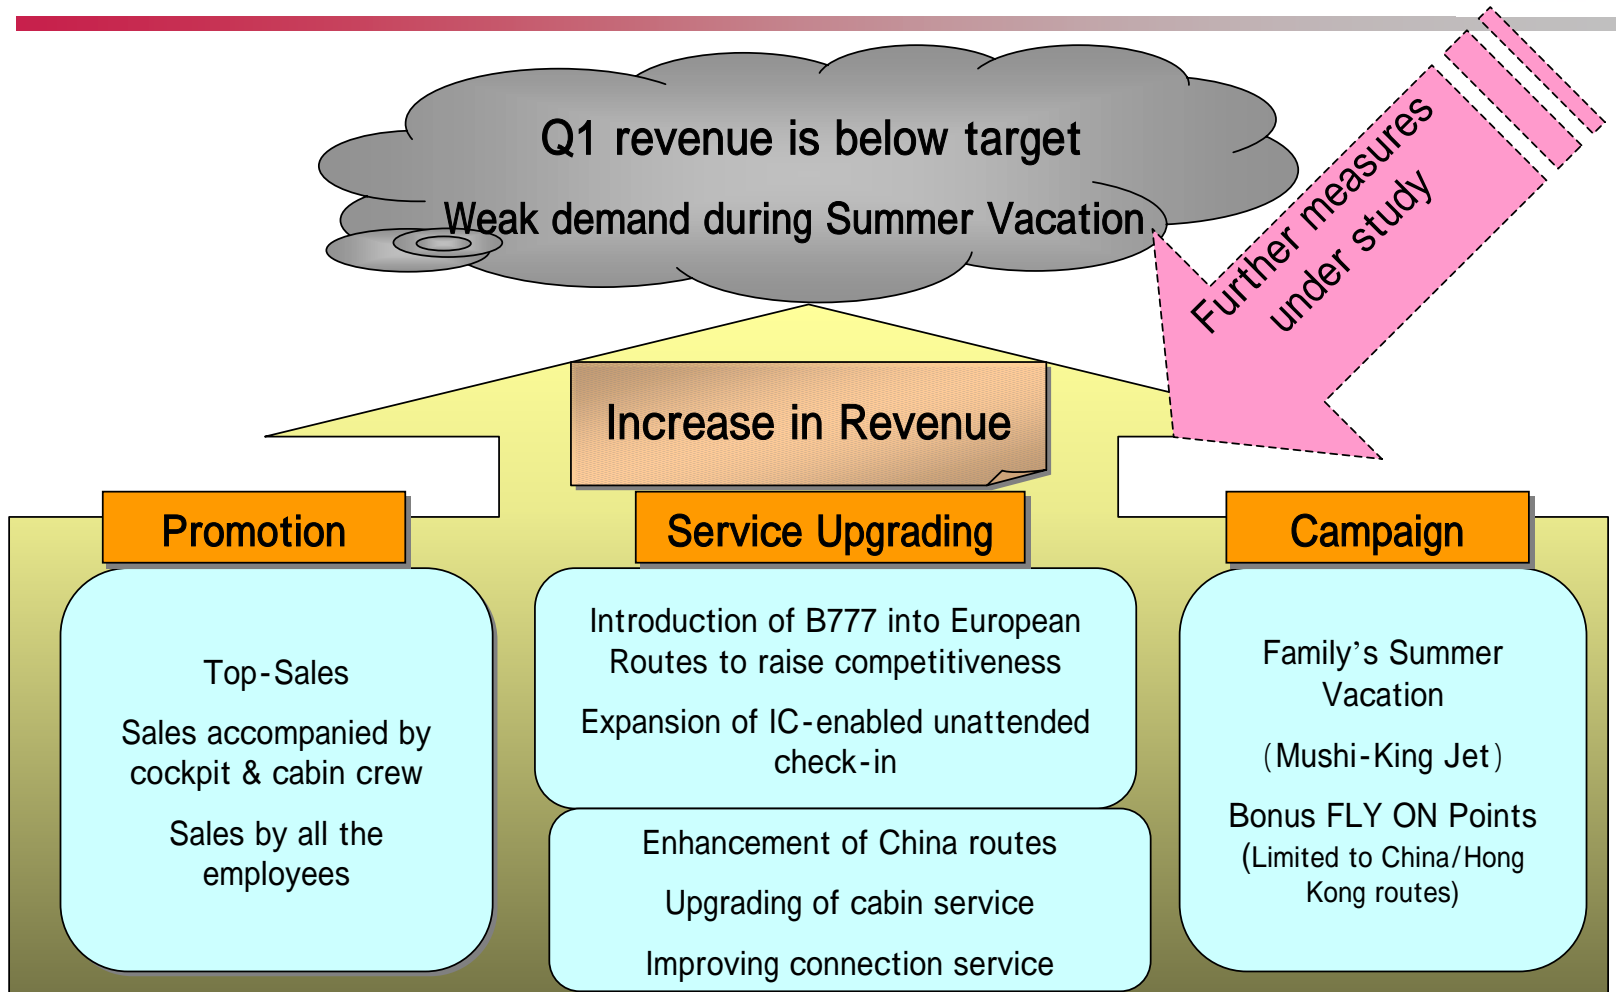 Q1 revenue is below target
Weak demand during Summer Vacation
Further measures
under study
Increase in Revenue
Promotion
Top-Sales
Sales accompanied by
cockpit & cabin crew
Sales by all the
employees
Service Upgrading
Introduction of B777 into European
Routes to raise competitiveness
Expansion of IC-enabled unattended
check-in
Enhancement of China routes
Upgrading of cabin service
Improving connection service
Campaign
Family’s Summer
Vacation
(Mushi-King Jet)
Bonus FLY ON Points
(Limited to China/Hong
Kong routes)